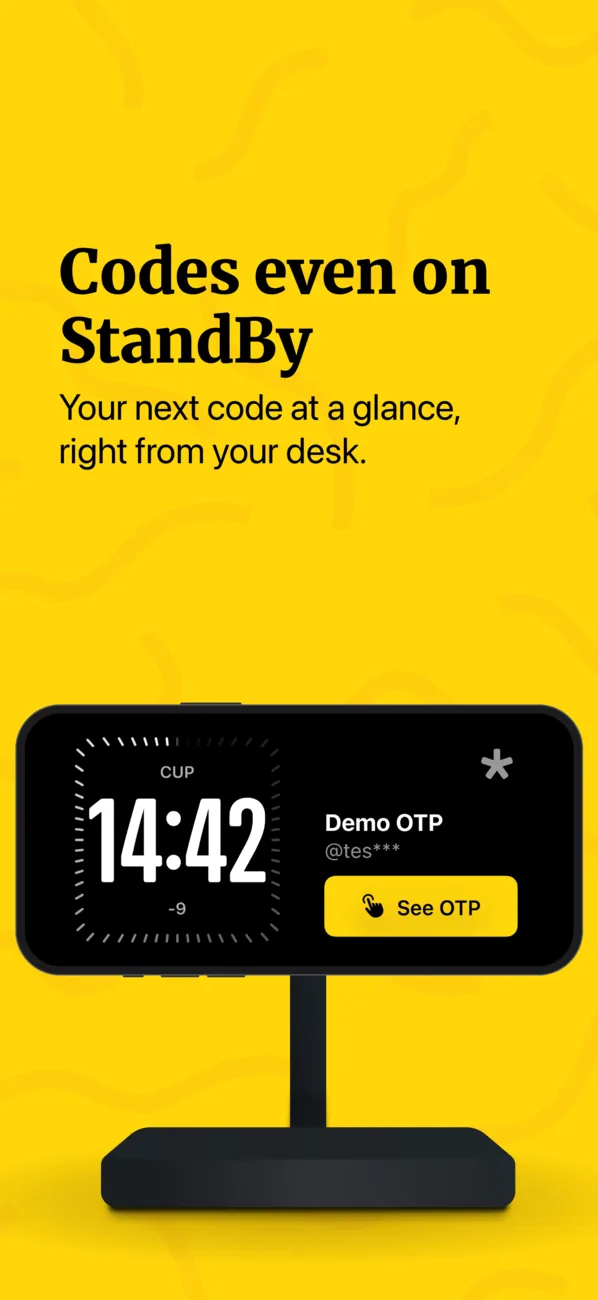 Codes even on
StandBy
Your next code at a glance,
right from your desk.
CUP
14:42
-9
Demo OTP
@tes***
See OTP